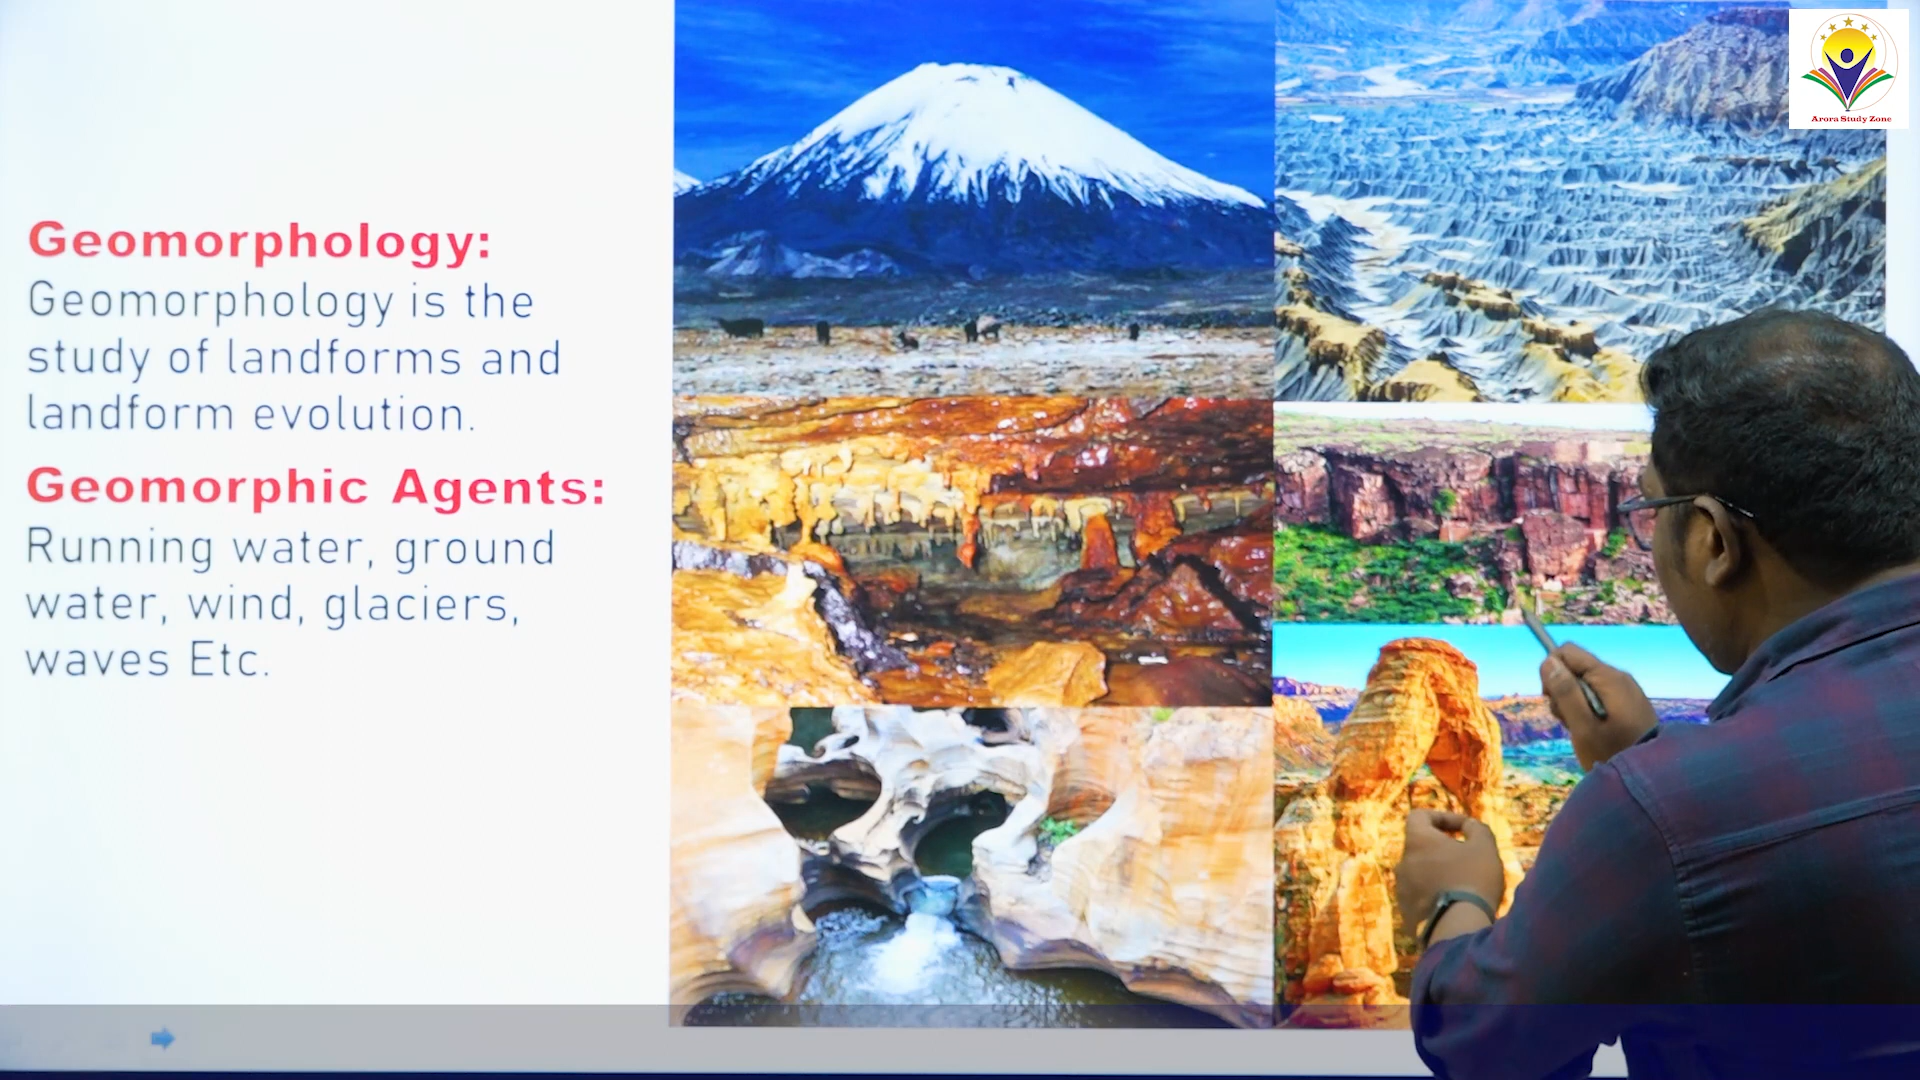 Geomorphology:
Geomorphology is the
study of landforms and
landform evolution.
Geomorphic Agents:
Running water, ground
water, wind, glaciers,
waves Etc.
Arora Study Zone